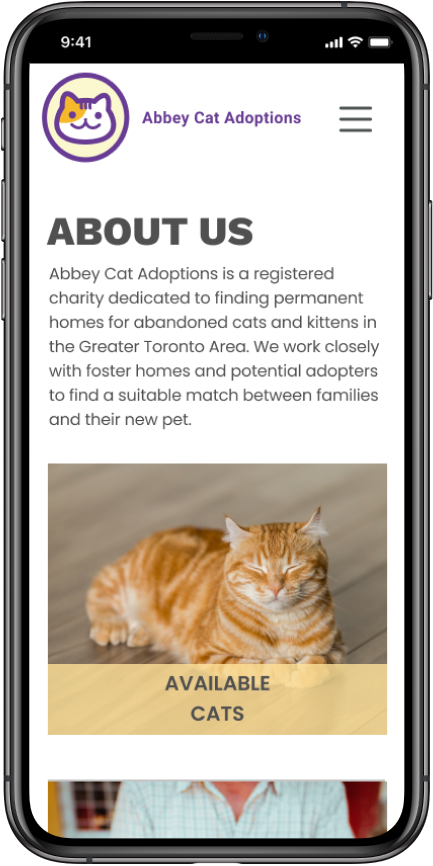 9:41
Abbey Cat Adoptions
ABOUT US
Abbey Cat Adoptions is a registered
charity dedicated to finding permanent
homes for abandoned cats and kittens in
the Greater Toronto Area. We work closely
with foster homes and potential adopters
to find a suitable match between families
and their new pet.
AVAILABLE
CATS